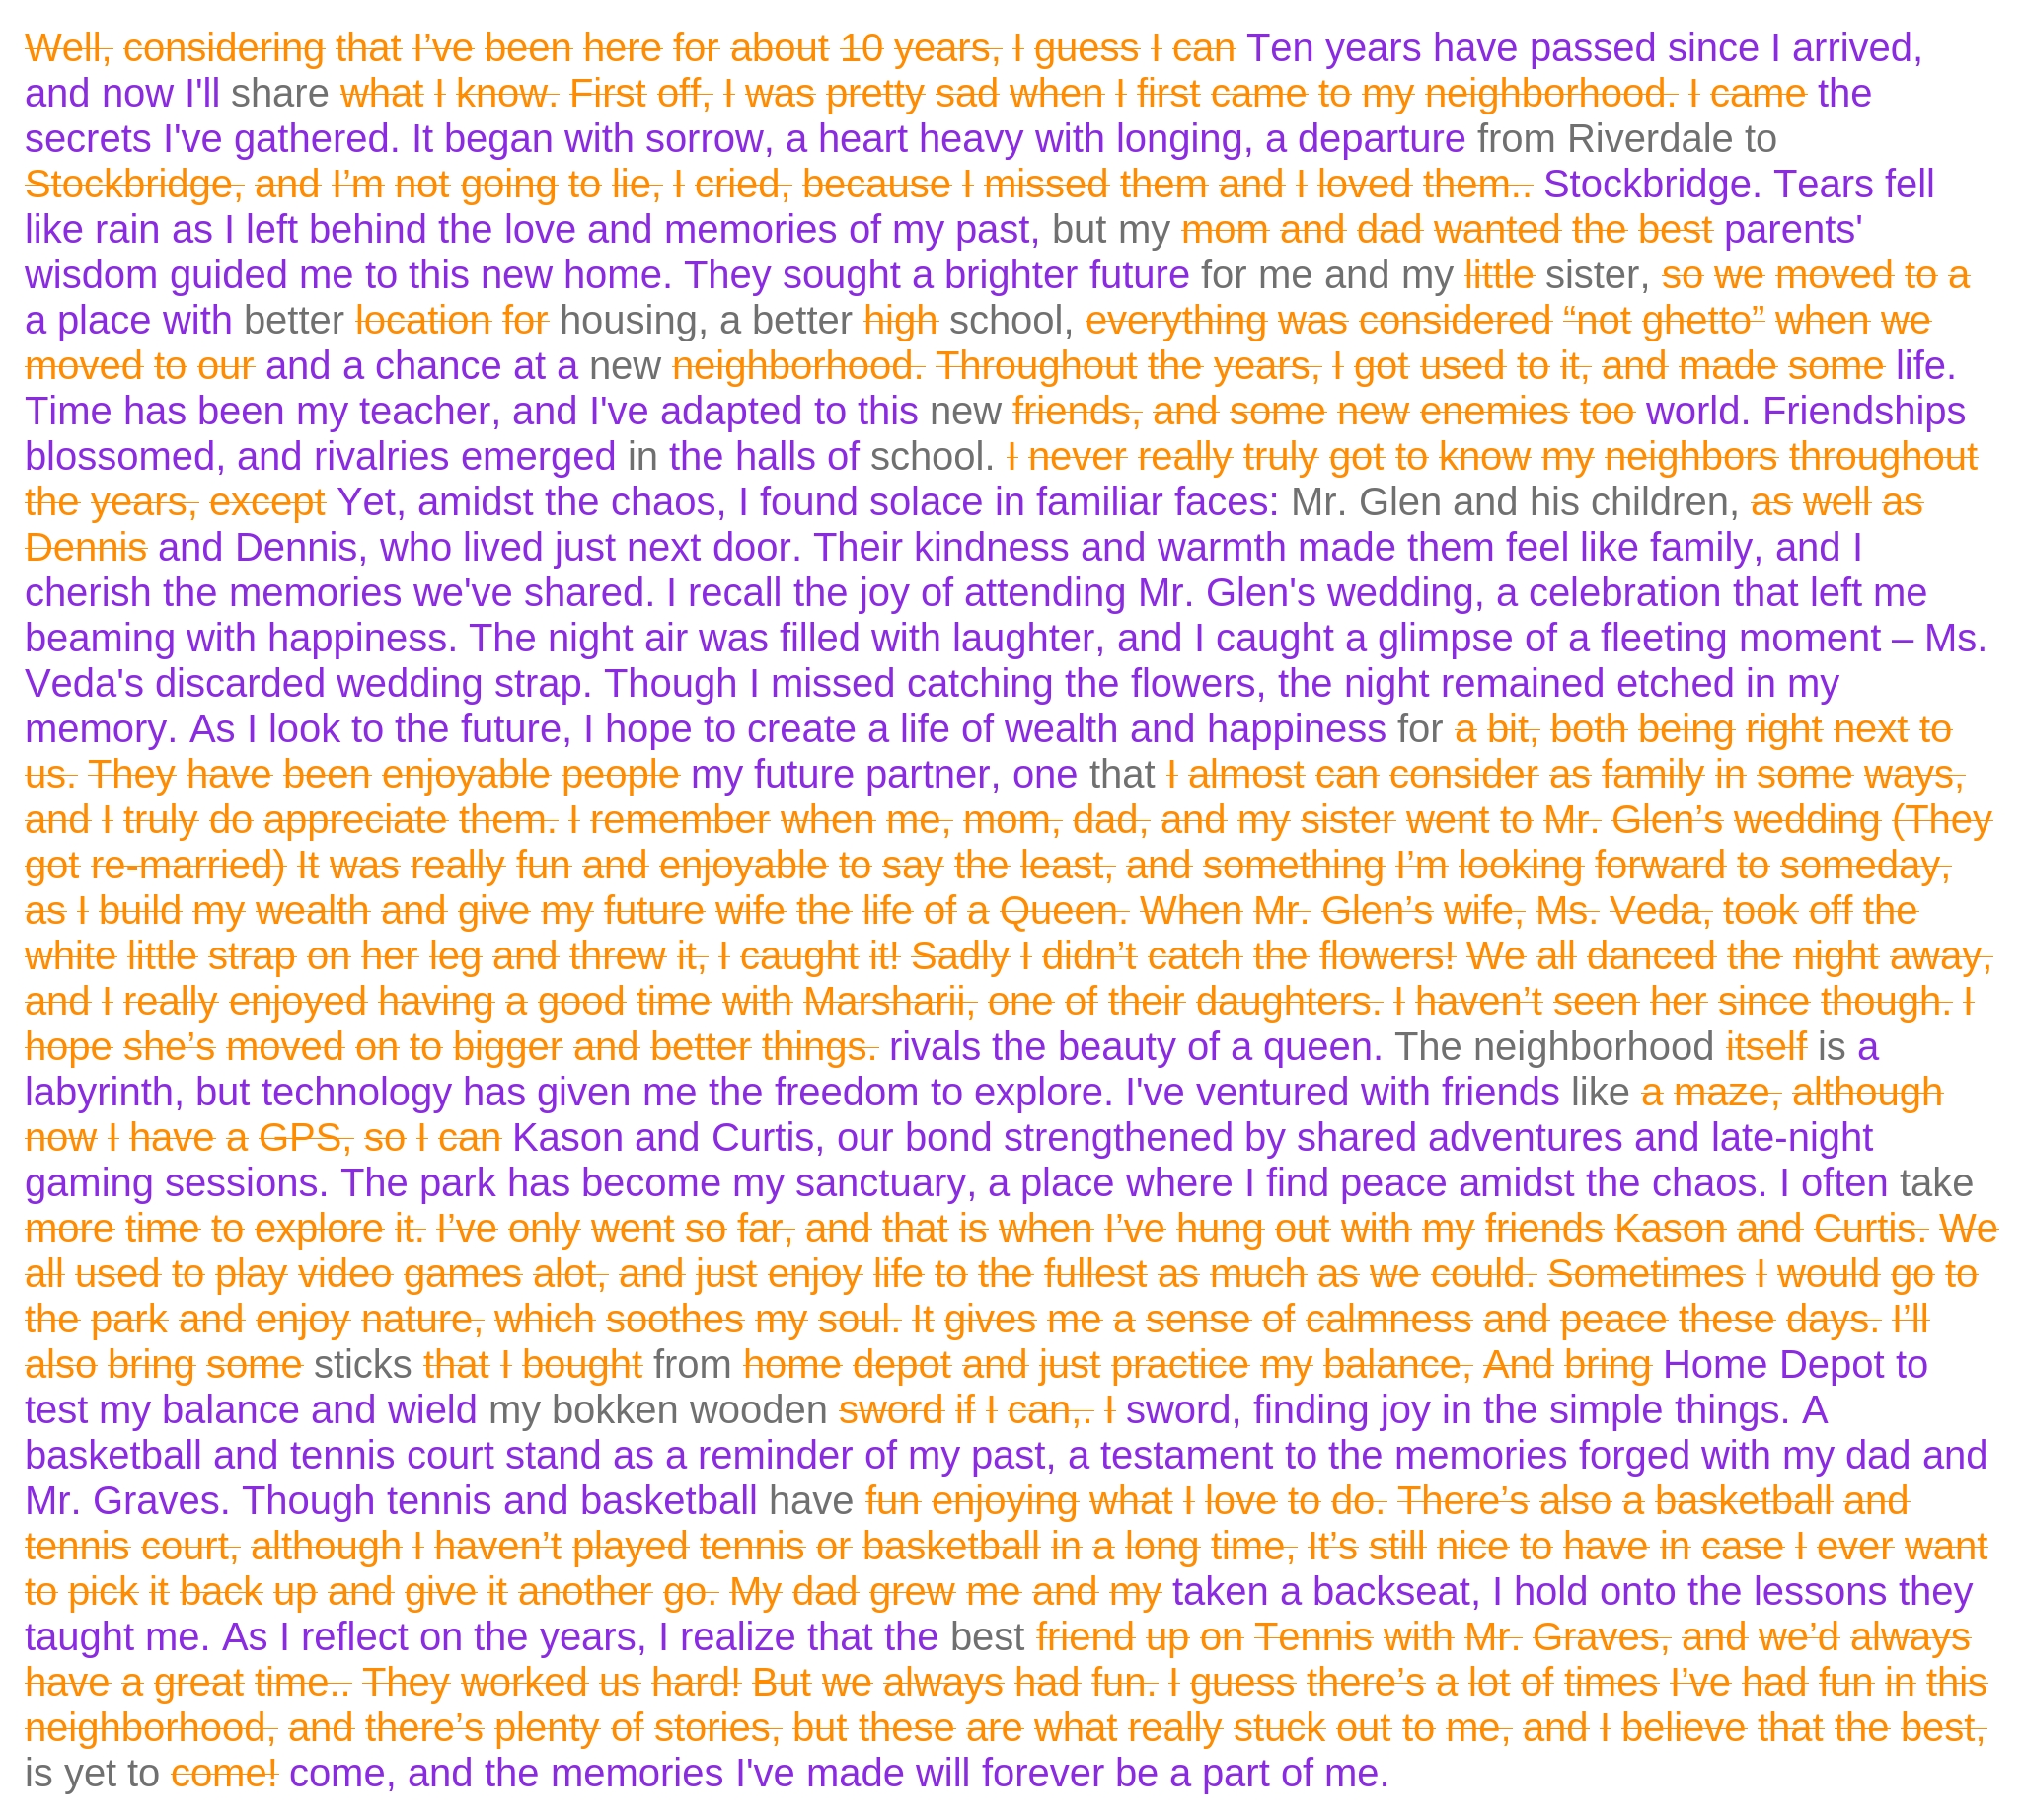 Well, considering that I’ve been here for about 10 years, I guess I can Ten years have passed since I arrived,
and now I'll share what I know. First off, I was pretty sad when I first came to my neighborhood. I came the
secrets I've gathered. It began with sorrow, a heart heavy with longing, a departure from Riverdale to
Stockbridge, and I’m not going to lie, I cried, because I missed them and I loved them.. Stockbridge. Tears fell
like rain as I left behind the love and memories of my past, but my mom and dad wanted the best parents'
wisdom guided me to this new home. They sought a brighter future for me and my little sister, so we moved to a
a place with better location for housing, a better high school, everything was considered “not ghetto” when we
moved to our and a chance at a new neighborhood. Throughout the years, I got used to it, and made some life.
Time has been my teacher, and I've adapted to this new friends, and some new enemies too world. Friendships
blossomed, and rivalries emerged in the halls of school. I never really truly got to know my neighbors throughout
the years, except Yet, amidst the chaos, I found solace in familiar faces: Mr. Glen and his children, as well as
Dennis and Dennis, who lived just next door. Their kindness and warmth made them feel like family, and I
cherish the memories we've shared. I recall the joy of attending Mr. Glen's wedding, a celebration that left me
beaming with happiness. The night air was filled with laughter, and I caught a glimpse of a fleeting moment – Ms.
Veda's discarded wedding strap. Though I missed catching the flowers, the night remained etched in my
memory. As I look to the future, I hope to create a life of wealth and happiness for a bit, both being right next to
us. They have been enjoyable people my future partner, one that I almost can consider as family in some ways,
and I truly do appreciate them. I remember when me, mom, dad, and my sister went to Mr. Glen’s wedding (They
got re-married) It was really fun and enjoyable to say the least, and something I’m looking forward to someday,
as I build my wealth and give my future wife the life of a Queen. When Mr. Glen’s wife, Ms. Veda, took off the
white little strap on her leg and threw it, I caught it! Sadly I didn’t catch the flowers! We all danced the night away,
and I really enjoyed having a good time with Marsharii, one of their daughters. I haven’t seen her since though. I
hope she’s moved on to bigger and better things. rivals the beauty of a queen. The neighborhood itself is a
labyrinth, but technology has given me the freedom to explore. I've ventured with friends like a maze, although
now I have a GPS, so I can Kason and Curtis, our bond strengthened by shared adventures and late-night
gaming sessions. The park has become my sanctuary, a place where I find peace amidst the chaos. I often take
more time to explore it. I’ve only went so far, and that is when I’ve hung out with my friends Kason and Curtis. We
all used to play video games alot, and just enjoy life to the fullest as much as we could. Sometimes I would go to
the park and enjoy nature, which soothes my soul. It gives me a sense of calmness and peace these days. I’ll
also bring some sticks that I bought from home depot and just practice my balance, And bring Home Depot to
test my balance and wield my bokken wooden sword if I can,. I sword, finding joy in the simple things. A
basketball and tennis court stand as a reminder of my past, a testament to the memories forged with my dad and
Mr. Graves. Though tennis and basketball have fun enjoying what I love to do. There’s also a basketball and
tennis court, although I haven’t played tennis or basketball in a long time, It’s still nice to have in case I ever want
to pick it back up and give it another go. My dad grew me and my taken a backseat, I hold onto the lessons they
taught me. As I reflect on the years, I realize that the best friend up on Tennis with Mr. Graves, and we’d always
have a great time.. They worked us hard! But we always had fun. I guess there’s a lot of times I’ve had fun in this
neighborhood, and there’s plenty of stories, but these are what really stuck out to me, and I believe that the best,
is yet to come! come, and the memories I've made will forever be a part of me.